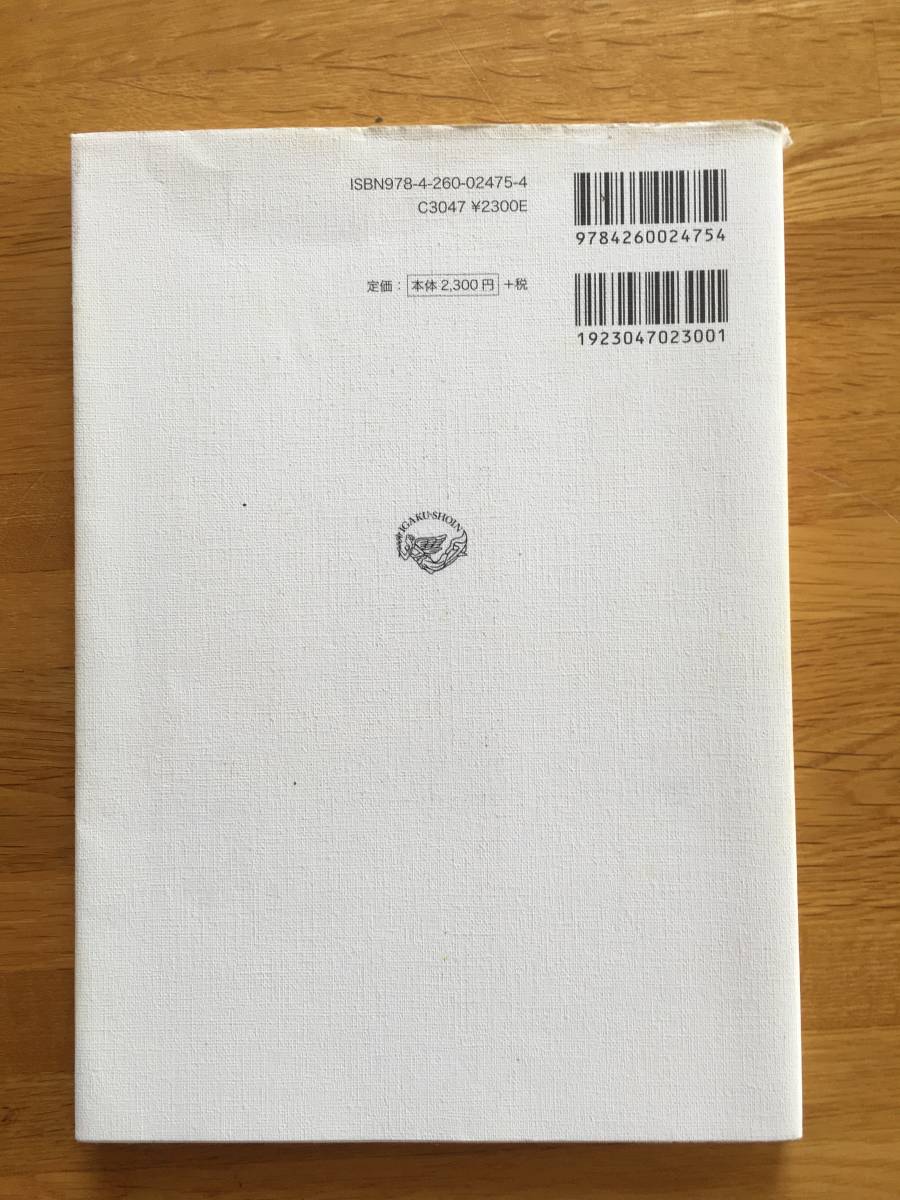 ISBN978-4-260-02475-4
C3047 ¥2300E
9784260024754
定価： 本体 2,300 円 +税
1923047023001
IGAKU-SHOIN